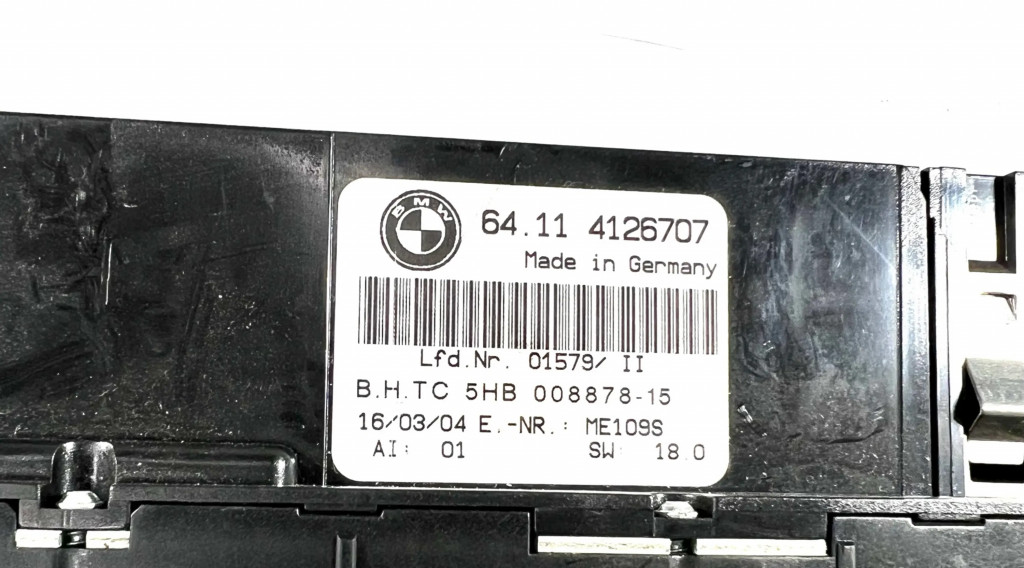 BMW
64.11 4126707
Made in Germany
Lfd.Nr. 01579/ II
B.H.TC 5HB 008878-15
16/03/04 E.-NR.: ME109S
AI: 01 SW: 18.0